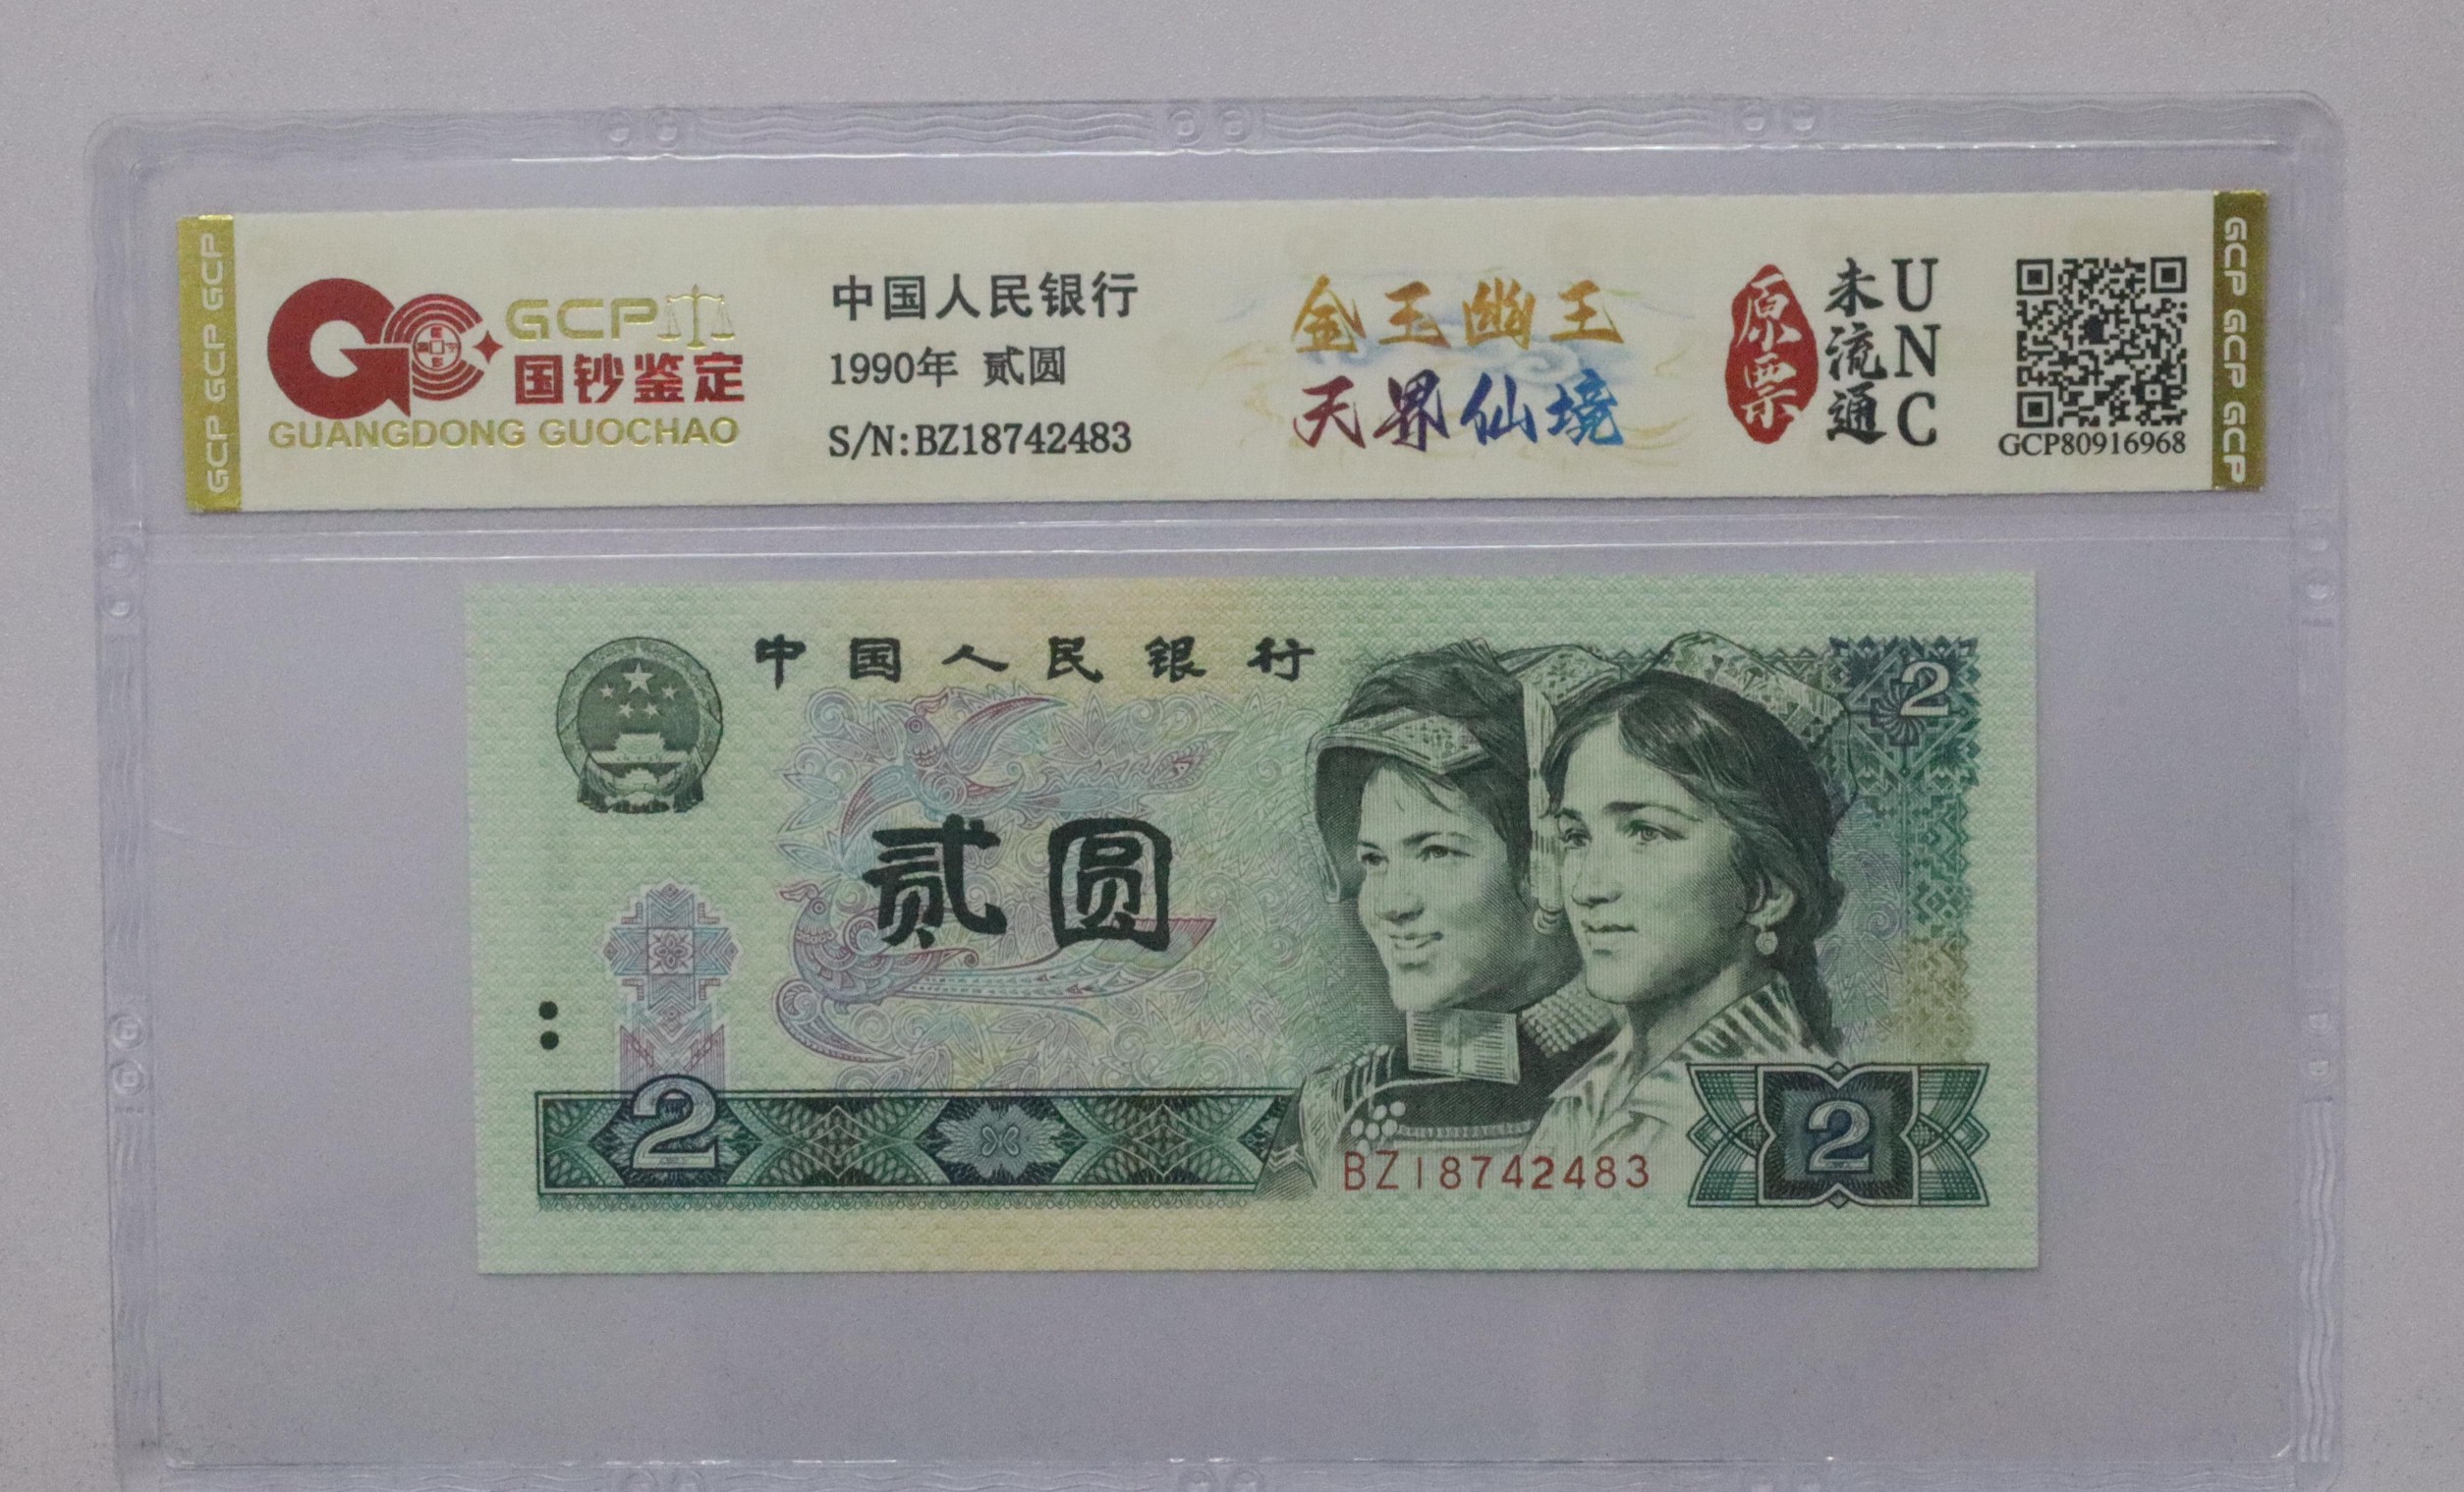 GCP GCP GCP
GCP
国钞鉴定
GUANGDONG GUOCHAO
中国人民银行
1990年 贰圆
S/N:BZ18742483
金玉幽王
天界仙境
原票
未流通
UNC
GCP80916968
GCP GCP GCP
中国人民银行
2
贰圆
2
BZ18742483
2